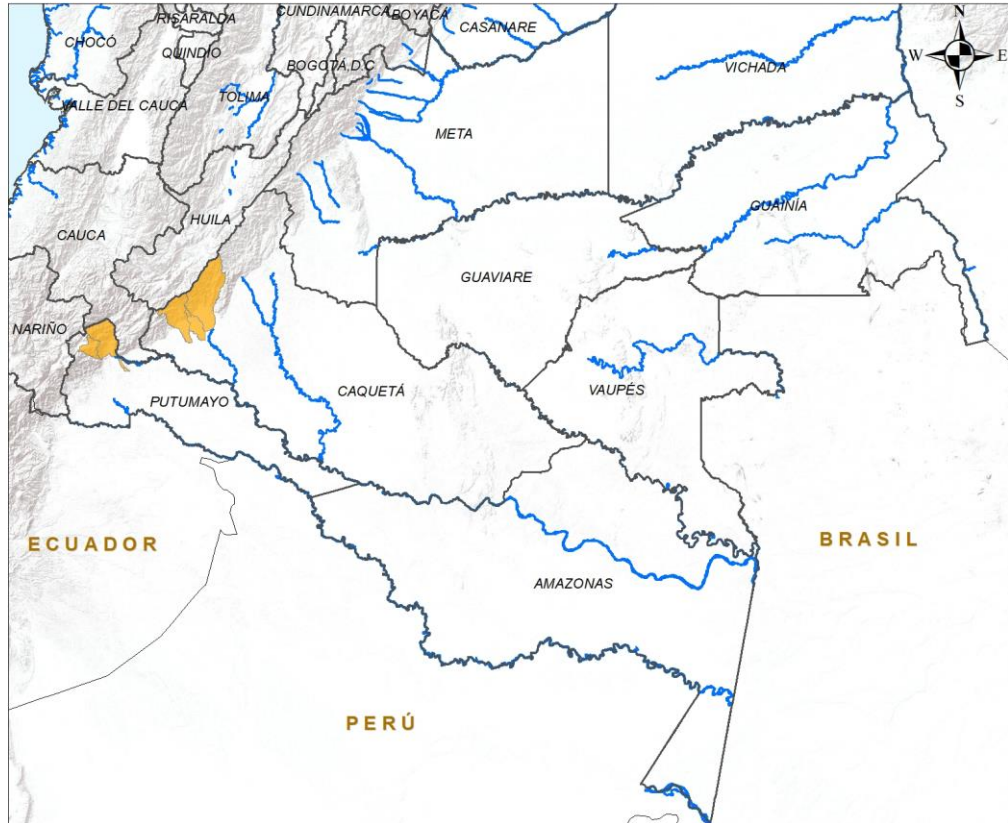 RISARALDA
CUNDINAMARCA
BOYACÁ
CASANARE
N
CHOCÓ
QUINDÍO
BOGOTÁ D.C
VICHADA
W
E
S
VALLE DEL CAUCA
TOLIMA
META
HUILA
GUAINÍA
CAUCA
GUAVIARE
NARIÑO
CAQUETÁ
VAUPÉS
PUTUMAYO
ECUADOR
BRASIL
AMAZONAS
PERÚ